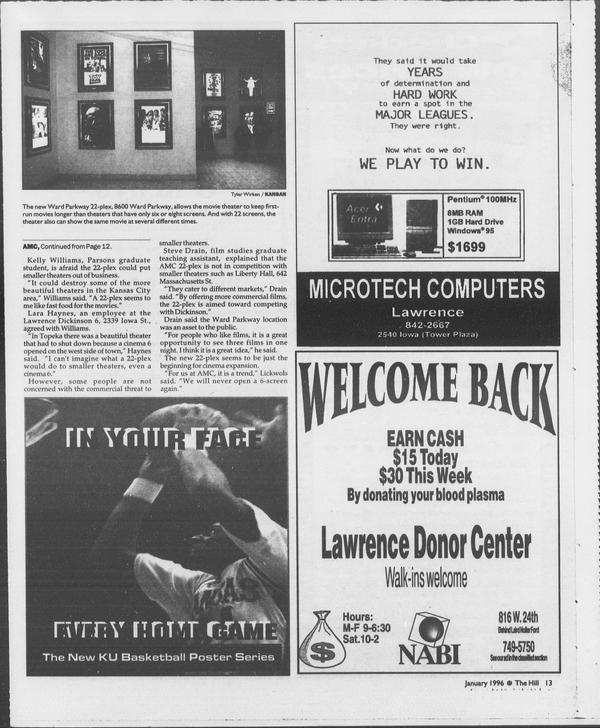 Tyler Wirken / KANSAN
The new Ward Parkway 22-plex, 8600 Ward Parkway, allows the movie theater to keep first-
run movies longer than theaters that have only six or eight screens. And with 22 screens, the
theater also can show the same movie at several different times.
AMC, Continued from Page 12.
Kelly Williams, Parsons graduate
student, is afraid the 22-plex could put
smaller theaters out of business.
"It could destroy some of the more
beautiful theaters in the Kansas City
area," Williams said. "A 22-plex seems to
me like fast food for the movies."
Lara Haynes, an employee at the
Lawrence Dickinson 6, 2339 Iowa St.,
agreed with Williams.
"In Topeka there was a beautiful theater
that had to shut down because a cinema 6
opened on the west side of town," Haynes
said. "I can't imagine what a 22-plex
would do to smaller theaters, even a
cinema 6."
However, some people are not
concerned with the commercial threat to
smaller theaters.
Steve Drain, film studies graduate
teaching assistant, explained that the
AMC 22-plex is not in competition with
smaller theaters such as Liberty Hall, 642
Massachusetts St.
"They cater to different markets," Drain
said. "By offering more commercial films,
the 22-plex is aimed toward competing
with Dickinson."
Drain said the Ward Parkway location
was an asset to the public.
"For people who like films, it is a great
opportunity to see three films in one
night. I think it is a great idea," he said.
The new 22-plex seems to be just the
beginning for cinema expansion.
"For us at AMC, it is a trend," Lickwols
said. "We will never open a 6-screen
again."
IN YOUR FACE
EVERY HOME GAME
The New KU Basketball Poster Series
They said it would take
YEARS
of determination and
HARD WORK
to earn a spot in the
MAJOR LEAGUES.
They were right.
Now what do we do?
WE PLAY TO WIN.
Acer
Entra
Pentium® 100MHz
8MB RAM
1GB Hard Drive
Windows® 95
$1699
MICROTECH COMPUTERS
Lawrence
842-2667
2540 Iowa (Tower Plaza)
WELCOME BACK
EARN CASH
$15 Today
$30 This Week
By donating your blood plasma
Lawrence Donor Center
Walk-ins welcome
$
Hours:
M-F 9-6:30
Sat.10-2
NABI
816 W. 24th
Behind Laird Noller Ford
749-5750
See our ad in the classified section
January 1996 The Hill 13